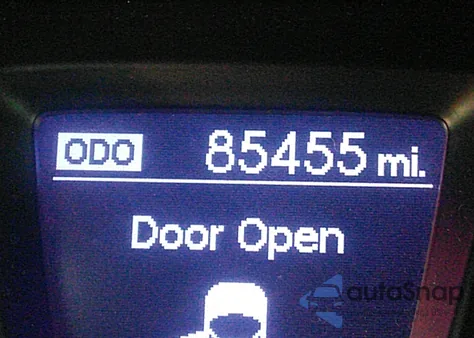 ODO 85455 mi.
Door Open
autoSnap